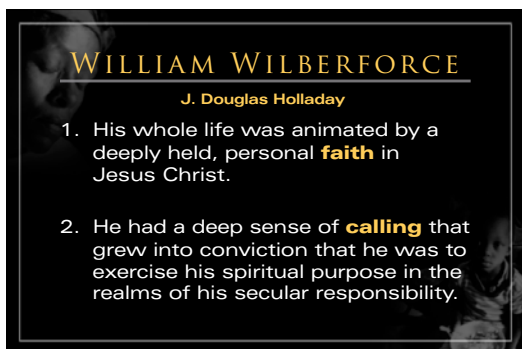 WILLIAM WILBERFORCE
J. Douglas Holladay
1. His whole life was animated by a
deeply held, personal faith in
Jesus Christ.
2. He had a deep sense of calling that
grew into conviction that he was to
exercise his spiritual purpose in the
realms of his secular responsibility.